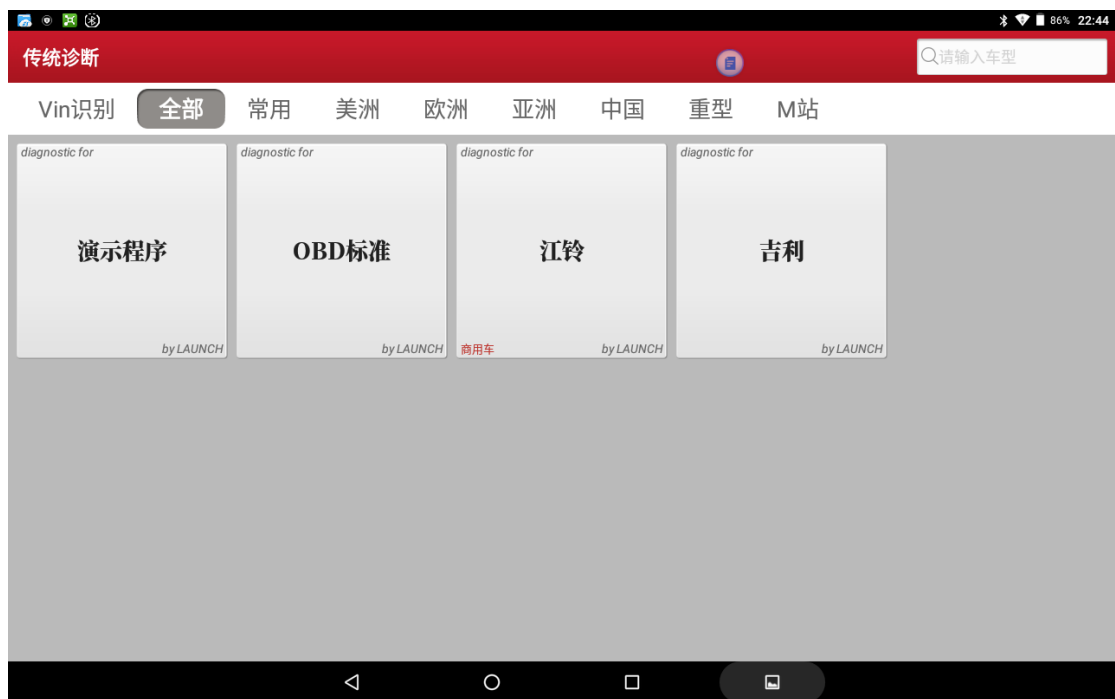 86% 22:44
传统诊断
请输入车型
Vin识别 全部 常用 美洲 欧洲 亚洲 中国 重型 M站
diagnostic for diagnostic for diagnostic for diagnostic for
演示程序 OBD标准 江铃 吉利
by LAUNCH by LAUNCH 商用车 by LAUNCH by LAUNCH